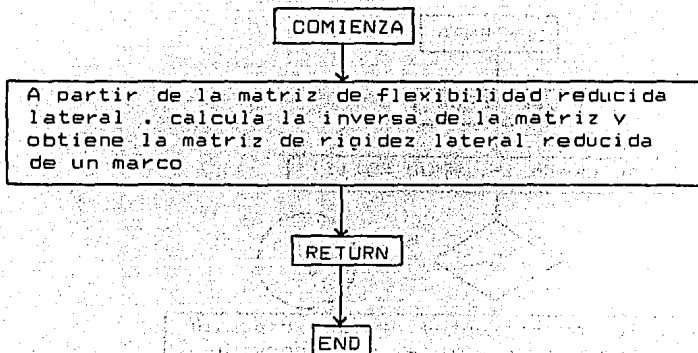 COMIENZA
A partir de la matriz de flexibilidad reducida
lateral . calcula la inversa de la matriz y
obtiene la matriz de rigidez lateral reducida
de un marco
RETURN
END